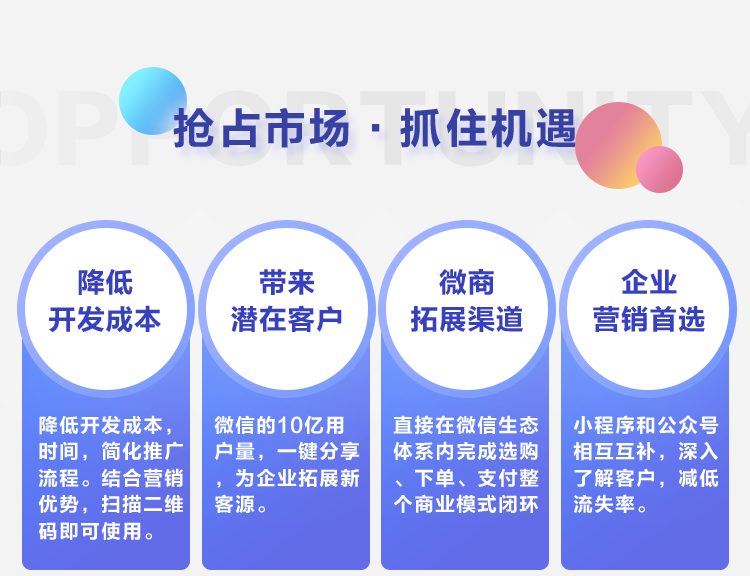 OPPORTUNITY
抢占市场·抓住机遇
降低
开发成本
带来
潜在客户
微商
拓展渠道
企业
营销首选
降低开发成本，
时间，简化推广
流程。结合营销
优势，扫描二维
码即可使用。
微信的10亿用
户量，一键分享
，为企业拓展新
客源。
直接在微信生态
体系内完成选购
、下单、支付整
个商业模式闭环
小程序和公众号
相互互补，深入
了解客户，减低
流失率。